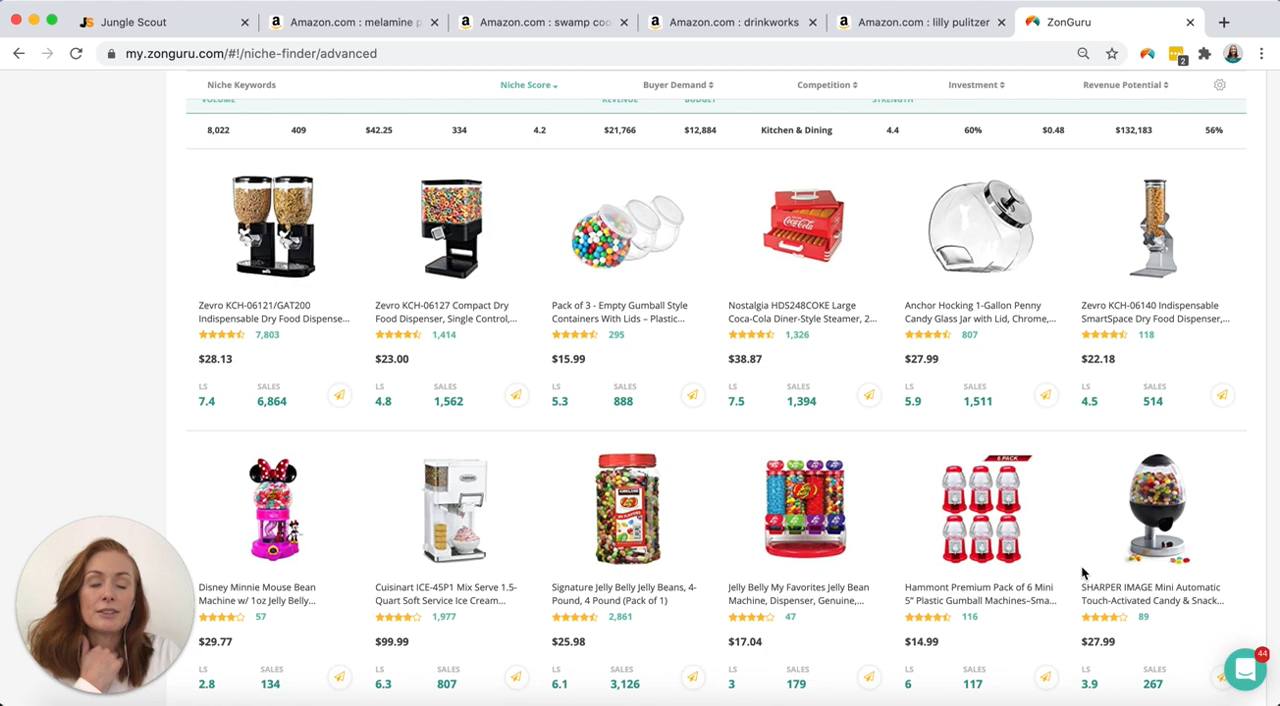 Jungle Scout
Amazon.com : melamine p
Amazon.com : swamp coo
Amazon.com : drinkworks
Amazon.com : lilly pulitzer
ZonGuru
my.zonguru.com/#!/niche-finder/advanced
2
Niche Keywords Niche Score Buyer Demand Competition Investment Revenue Potential
VOLUME REVENUE BUDGET STRENGTH
8,022 409 $42.25 334 4.2 $21,766 $12,884 Kitchen & Dining 4.4 60% $0.48 $132,183 56%
Zevro KCH-06121/GAT200
Indispensable Dry Food Dispense...
7,803
$28.13
LS SALES
7.4 6,864
Zevro KCH-06127 Compact Dry
Food Dispenser, Single Control,...
1,414
$23.00
LS SALES
4.8 1,562
Pack of 3 - Empty Gumball Style
Containers With Lids – Plastic...
295
$15.99
LS SALES
5.3 888
Coca-Cola
Nostalgia HDS248COKE Large
Coca-Cola Diner-Style Steamer, 2...
1,326
$38.87
LS SALES
7.5 1,394
Anchor Hocking 1-Gallon Penny
Candy Glass Jar with Lid, Chrome,...
807
$27.99
LS SALES
5.9 1,511
Zevro KCH-06140 Indispensable
SmartSpace Dry Food Dispenser,...
118
$22.18
LS SALES
4.5 514
Disney Minnie Mouse Bean
Machine w/ 1oz Jelly Belly...
57
$29.77
LS SALES
2.8 134
Cuisinart ICE-45P1 Mix Serve 1.5-
Quart Soft Service Ice Cream...
1,977
$99.99
LS SALES
6.3 807
Signature Jelly Belly Jelly Beans, 4-
Pound, 4 Pound (Pack of 1)
2,861
$25.98
LS SALES
6.1 3,126
Jelly Belly My Favorites Jelly Bean
Machine, Dispenser, Genuine,...
47
$17.04
LS SALES
3 179
6 PACK
Hammont Premium Pack of 6 Mini
5” Plastic Gumball Machines–Sma...
116
$14.99
LS SALES
6 117
SHARPER IMAGE Mini Automatic
Touch-Activated Candy & Snack...
89
$27.99
LS SALES
3.9 267
44